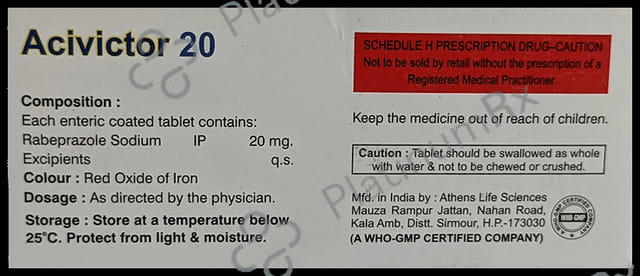 Acivictor 20
Composition :
Each enteric coated tablet contains:
Rabeprazole Sodium IP 20 mg.
Excipients q.s.
Colour : Red Oxide of Iron
Dosage : As directed by the physician.
Storage : Store at a temperature below
25°C. Protect from light & moisture.
SCHEDULE H PRESCRIPTION DRUG–CAUTION
Not to be sold by retail without the prescription of a
Registered Medical Practitioner.
Keep the medicine out of reach of children.
Caution : Tablet should be swallowed as whole
with water & not to be chewed or crushed.
Mfd. in India by : Athens Life Sciences
Mauza Rampur Jattan, Nahan Road,
Kala Amb, Distt. Sirmour, H.P.-173030
(A WHO-GMP CERTIFIED COMPANY)
WHO-GMP
PlatinumRx